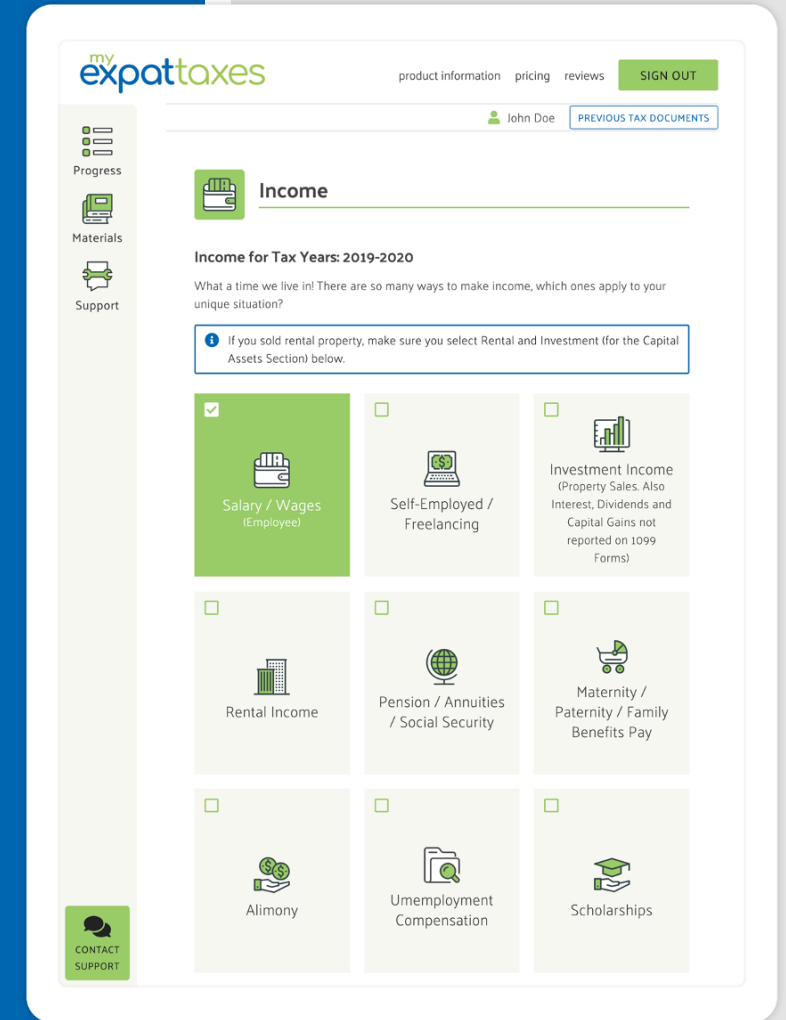 my
expattaxes
product information pricing reviews SIGN OUT
John Doe PREVIOUS TAX DOCUMENTS
Progress
Materials
Support
Income
Income for Tax Years: 2019-2020
What a time we live in! There are so many ways to make income, which ones apply to your
unique situation?
If you sold rental property, make sure you select Rental and Investment (for the Capital
Assets Section) below.
Salary / Wages
(Employee)
Self-Employed /
Freelancing
Investment Income
(Property Sales. Also
Interest, Dividends and
Capital Gains not
reported on 1099
Forms)
Rental Income
Pension / Annuities
/ Social Security
Maternity /
Paternity / Family
Benefits Pay
Alimony
Umemployment
Compensation
Scholarships
CONTACT
SUPPORT